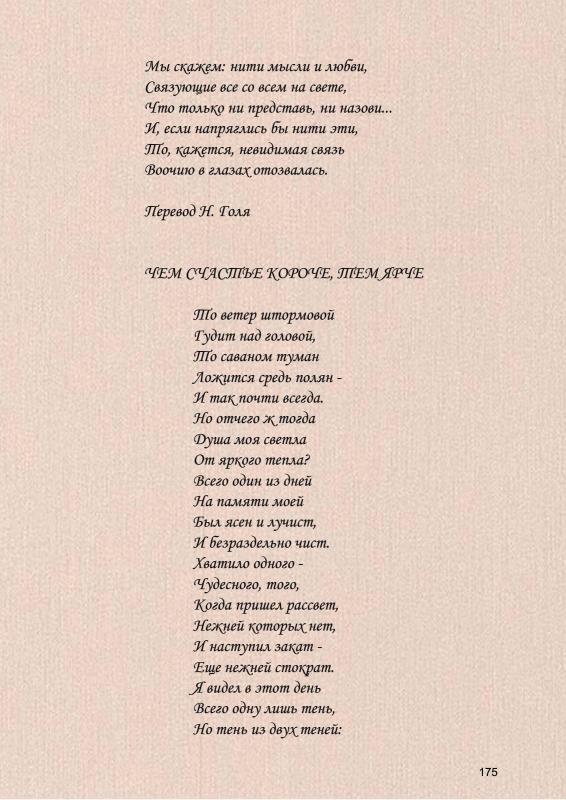 Мы скажем: нити мысли и любви,
Связующие все со всем на свете,
Что только ни представь, ни назови...
И, если напряглись бы нити эти,
То, кажется, невидимая связь
Воочию в глазах отозвалась.
Перевод Н. Голя
ЧЕМ СЧАСТЬЕ КОРОЧЕ, ТЕМ ЯРЧЕ
То ветер штормовой
Гудит над головой,
То саваном туман
Ложится средь полян -
И так почти всегда.
Но отчего ж тогда
Душа моя светла
От яркого тепла?
Всего один из дней
На памяти моей
Был ясен и лучист,
И безраздельно чист.
Хватило одного -
Чудесного, того,
Когда пришел рассвет,
Нежней которых нет,
И наступил закат -
Еще нежней стократ.
Я видел в этот день
Всего одну лишь тень,
Но тень из двух теней:
175